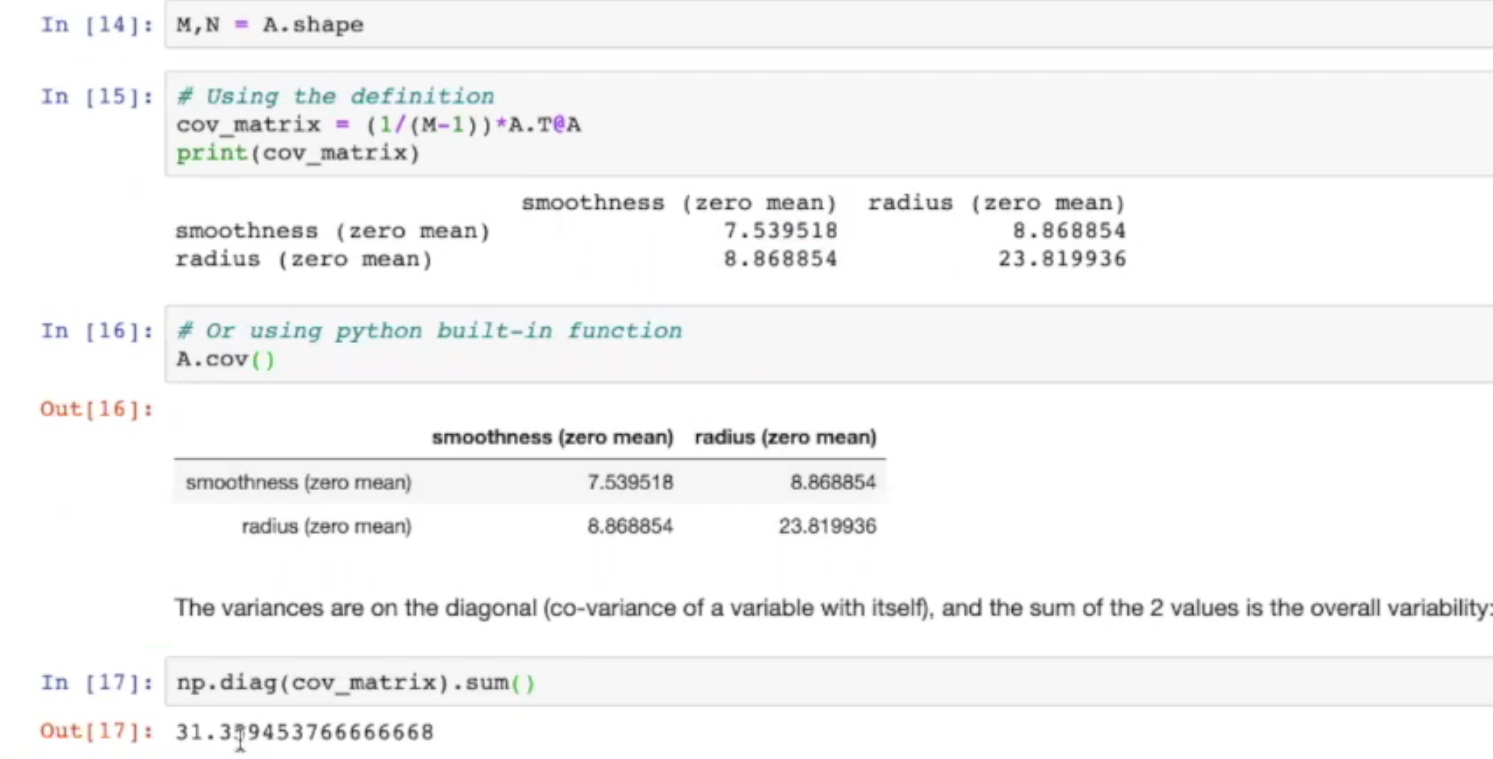 In [14]: M,N = A.shape
In [15]: # Using the definition
cov_matrix = (1/(M-1))*A.T@A
print(cov_matrix)
smoothness (zero mean) radius (zero mean)
smoothness (zero mean) 7.539518 8.868854
radius (zero mean) 8.868854 23.819936
In [16]: # Or using python built-in function
A.cov()
Out[16]:
smoothness (zero mean) radius (zero mean)
smoothness (zero mean) 7.539518 8.868854
radius (zero mean) 8.868854 23.819936
The variances are on the diagonal (co-variance of a variable with itself), and the sum of the 2 values is the overall variability:
In [17]: np.diag(cov_matrix).sum()
Out[17]: 31.359453766666668